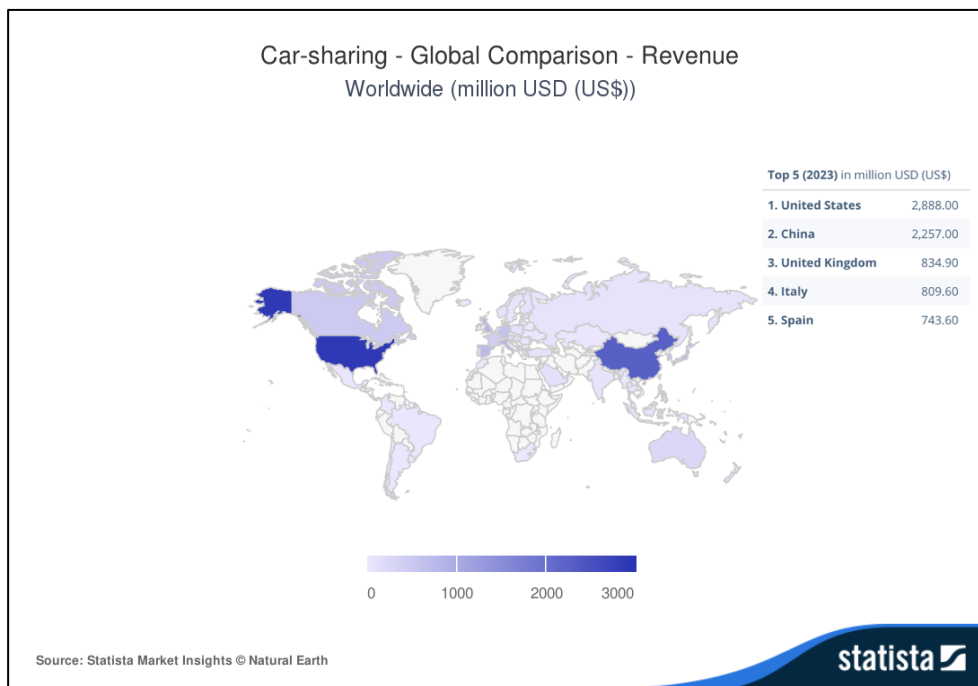 Car-sharing - Global Comparison - Revenue
Worldwide (million USD (US$))
Top 5 (2023) in million USD (US$)
1. United States 2,888.00
2. China 2,257.00
3. United Kingdom 834.90
4. Italy 809.60
5. Spain 743.60
0 1000 2000 3000
Source: Statista Market Insights © Natural Earth
statista